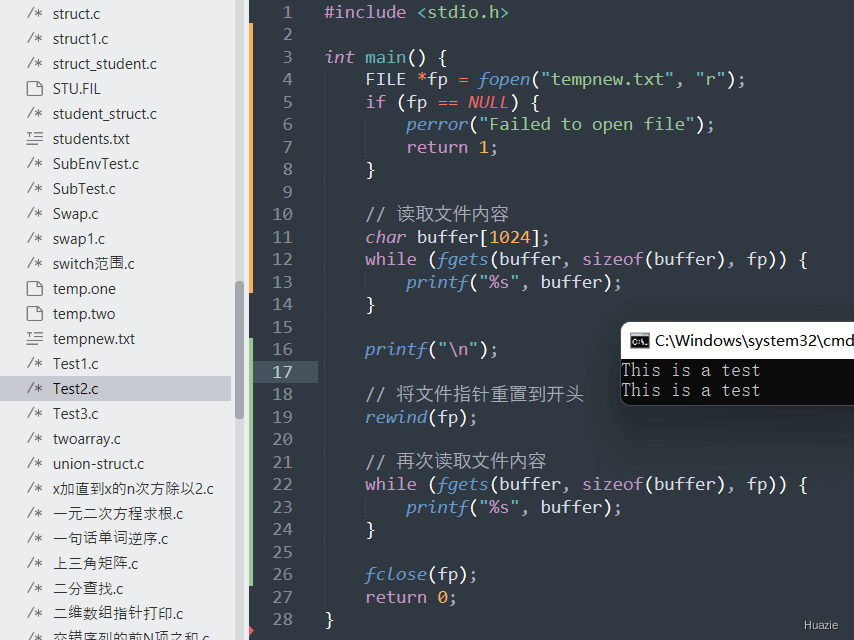 struct.c
struct1.c
struct_student.c
STU.FIL
student_struct.c
students.txt
SubEnvTest.c
SubTest.c
Swap.c
swap1.c
switch范围.c
temp.one
temp.two
tempnew.txt
Test1.c
Test2.c
Test3.c
twoarray.c
union-struct.c
x加直到x的n次方除以2.c
一元二次方程求根.c
一句话单词逆序.c
上三角矩阵.c
二分查找.c
二维数组指针打印.c
交错序列的前N项之和.c
1 #include <stdio.h>
2
3 int main() {
4 FILE *fp = fopen("tempnew.txt", "r");
5 if (fp == NULL) {
6 perror("Failed to open file");
7 return 1;
8 }
9
10 // 读取文件内容
11 char buffer[1024];
12 while (fgets(buffer, sizeof(buffer), fp)) {
13 printf("%s", buffer);
14 }
15
16 printf("\n");
17
18 // 将文件指针重置到开头
19 rewind(fp);
20
21 // 再次读取文件内容
22 while (fgets(buffer, sizeof(buffer), fp)) {
23 printf("%s", buffer);
24 }
25
26 fclose(fp);
27 return 0;
28 }
C:\Windows\system32\cmd
This is a test
This is a test
Huazie